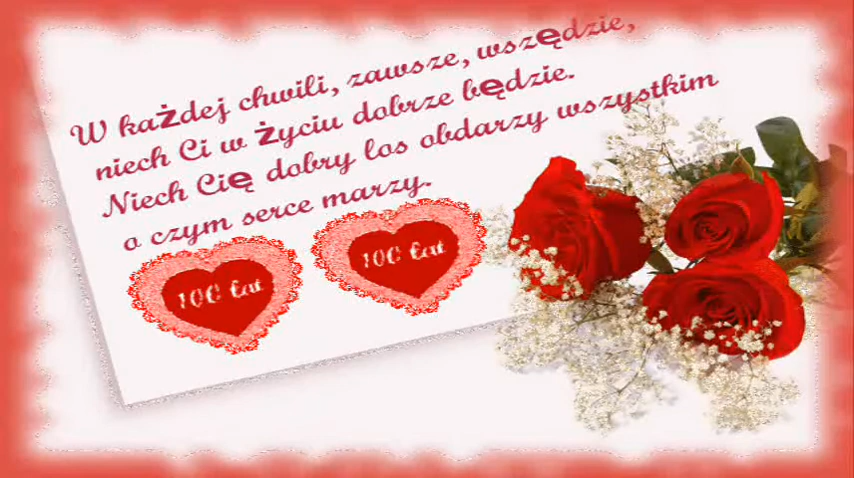 W każdej chwili, zawsze, wszędzie,
niech Ci w życiu dobrze będzie.
Niech Cię dobry los obdarzy wszystkim
o czym serce marzy.
100 Lat
100 Lat